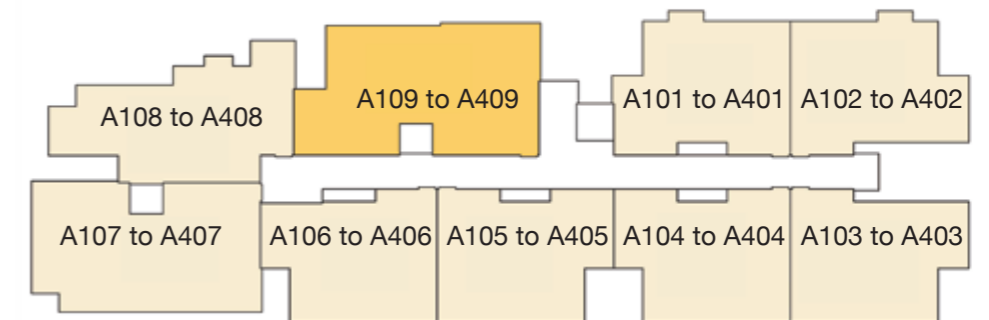 A109 to A409
A101 to A401
A102 to A402
A108 to A408
A107 to A407
A106 to A406
A105 to A405
A104 to A404
A103 to A403